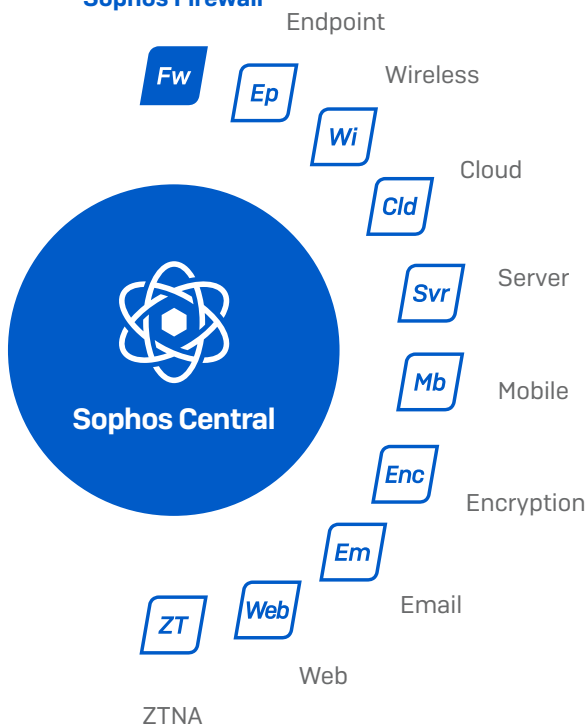 Sophos Firewall
Endpoint
Fw
Wireless
Ep
Wi
Cloud
Cld
Server
Svr
Sophos Central
Mb
Mobile
Enc
Encryption
Em
Email
Web
ZT
Web
ZTNA